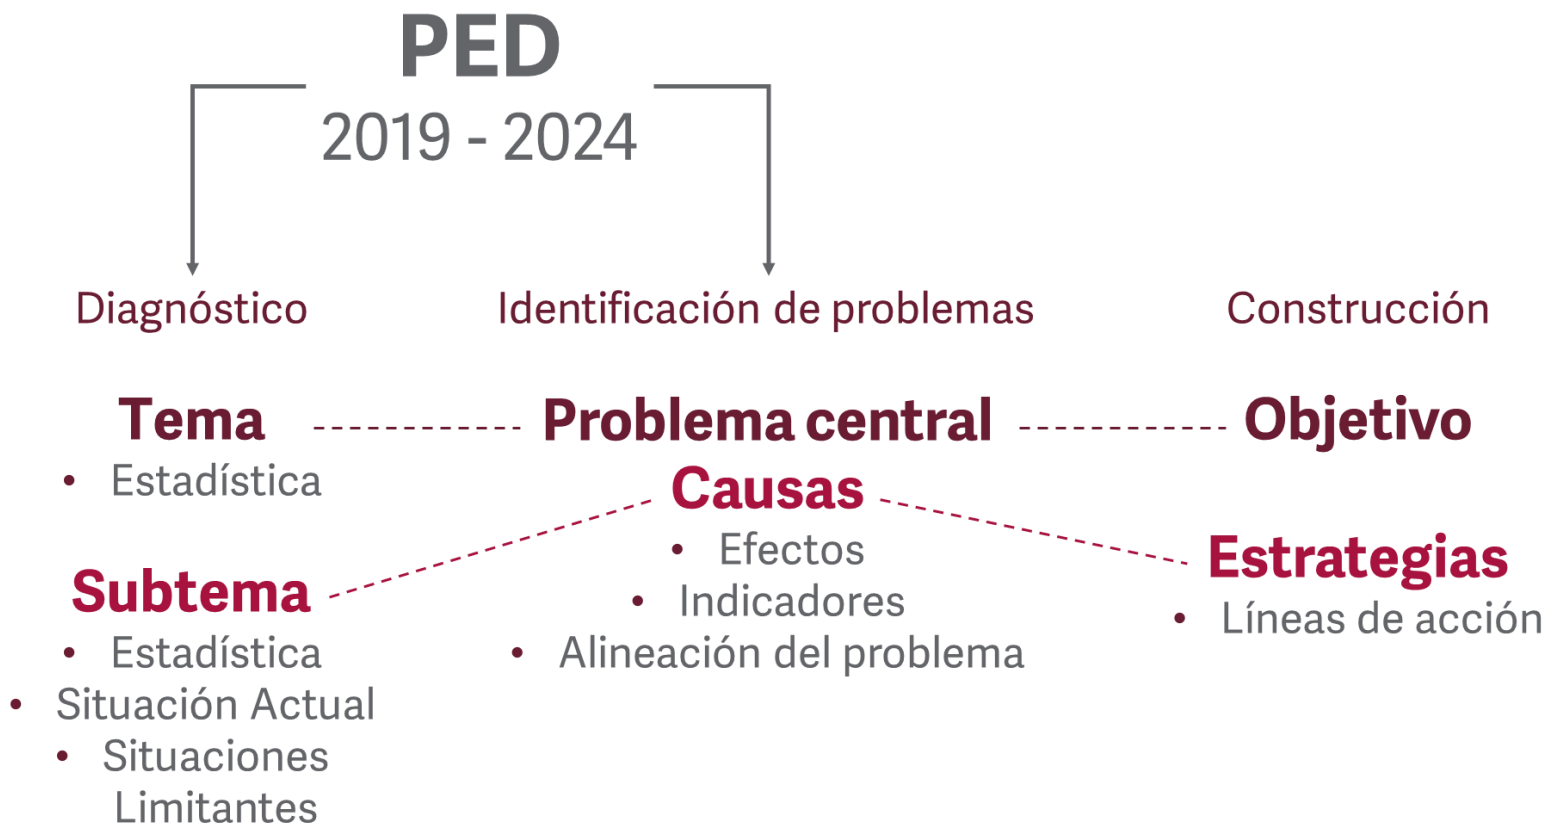 PED
2019 - 2024
Diagnóstico
Identificación de problemas
Construcción
Tema
Problema central
Objetivo
• Estadística
Causas
• Efectos
Estrategias
Subtema
• Indicadores
• Líneas de acción
• Estadística
• Alineación del problema
• Situación Actual
• Situaciones
Limitantes